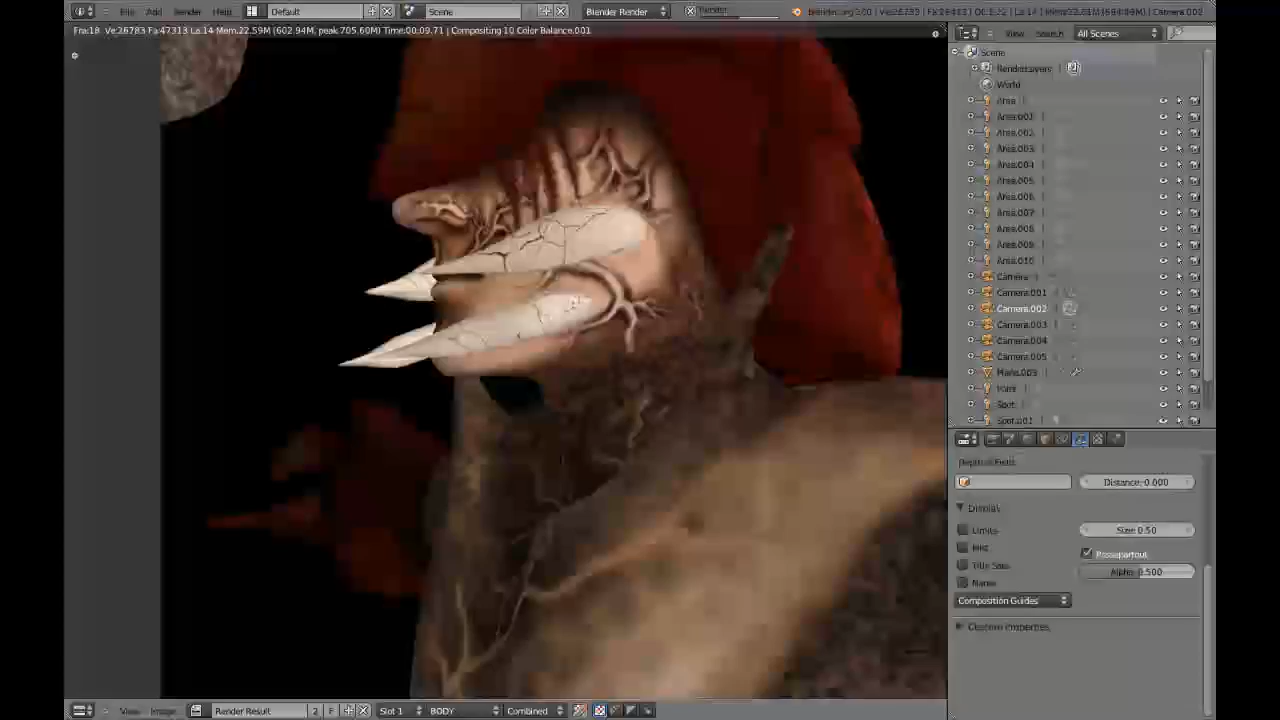 File Add Render Help Default Scene Blender Render
Fra:18 Ve:26783 Fa:47313 La:14 Mem:22.59M (602.94M, peak 705.60M) Time:00:09.71 | Compositing 10 Color Balance.001
View Search All Scenes
Scene
RenderLayers
World
Area
Area.001
Area.002
Area.003
Area.004
Area.005
Area.006
Area.007
Area.008
Area.009
Area.010
Camera
Camera.001
Camera.002
Camera.003
Camera.004
Camera.005
Spot
Spot.001
Distance: 0.000
Display
Limits Size: 0.50
Mist Passepartout
Title Safe Alpha: 0.500
Name
Composition Guides
Custom Properties
View Image Render Result 2 F Slot 1 BODY Combined